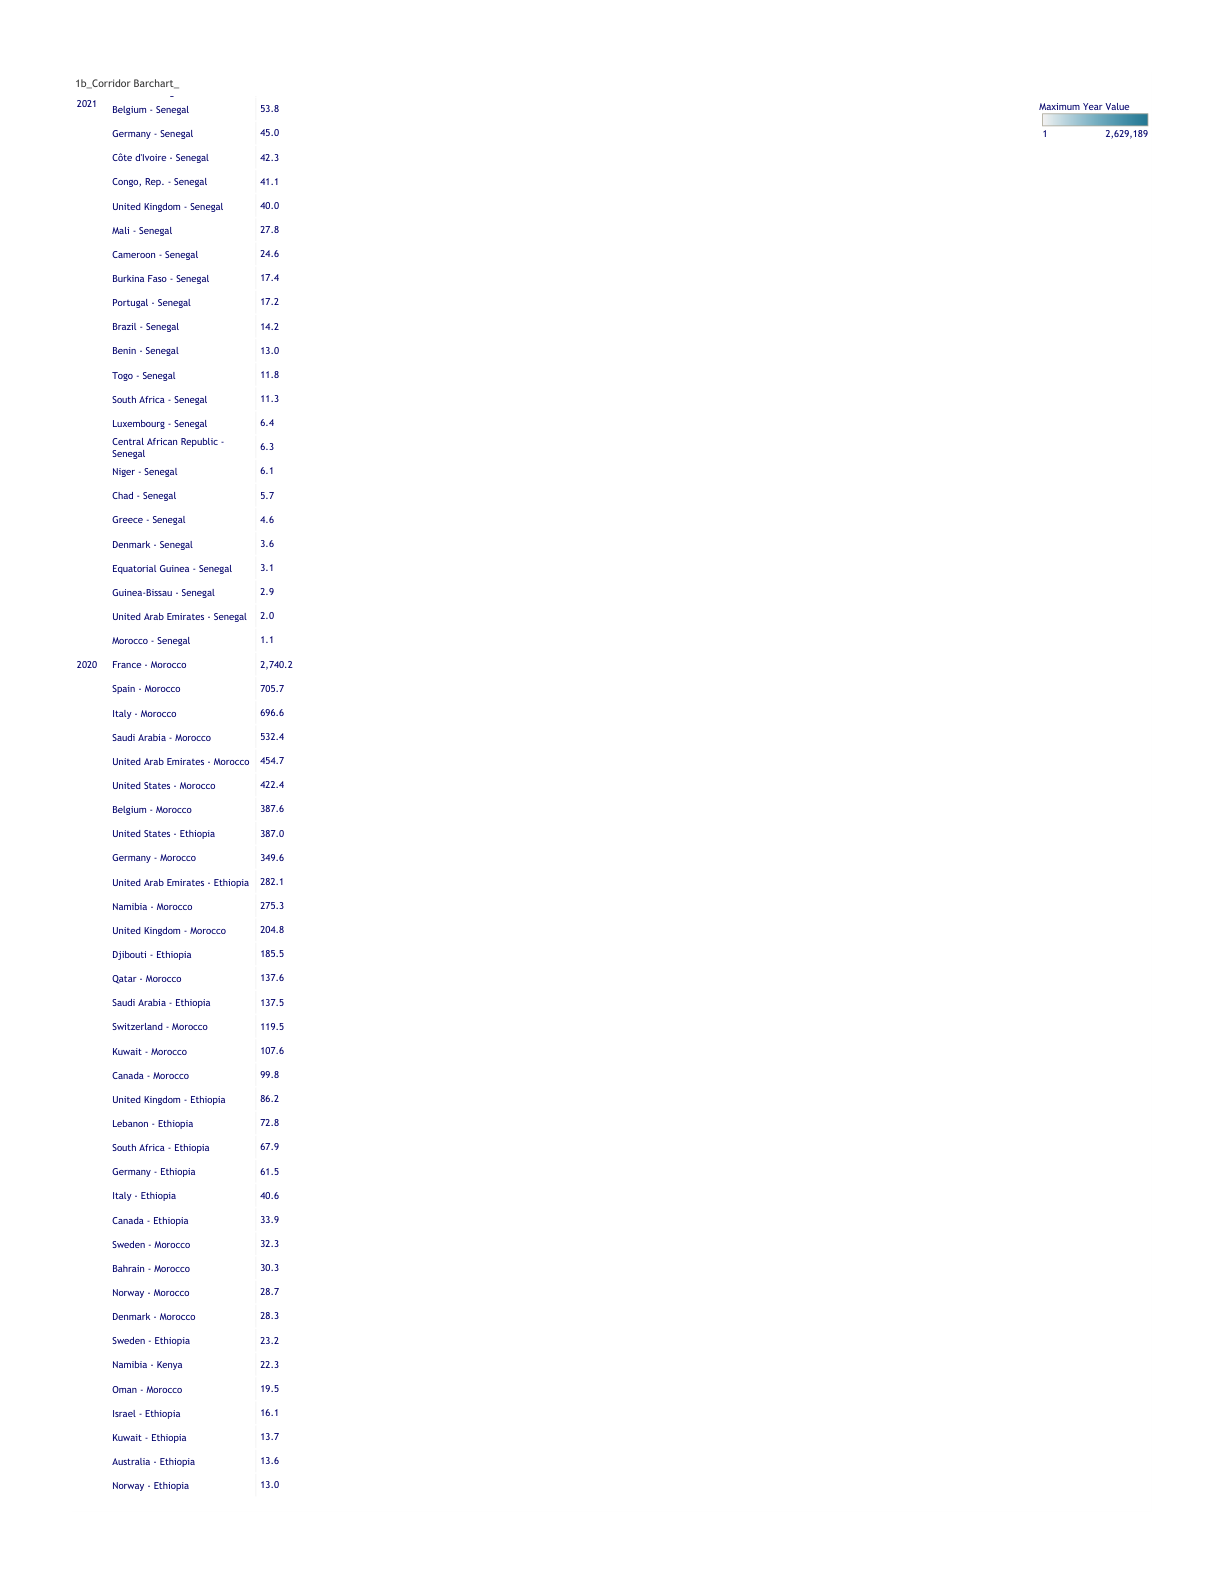 1b_Corridor Barchart_
2021 Belgium - Senegal 53.8
Maximum Year Value
1 2,629,189
Germany - Senegal 45.0
Côte d'Ivoire - Senegal 42.3
Congo, Rep. - Senegal 41.1
United Kingdom - Senegal 40.0
Mali - Senegal 27.8
Cameroon - Senegal 24.6
Burkina Faso - Senegal 17.4
Portugal - Senegal 17.2
Brazil - Senegal 14.2
Benin - Senegal 13.0
Togo - Senegal 11.8
South Africa - Senegal 11.3
Luxembourg - Senegal 6.4
Central African Republic -
Senegal 6.3
Niger - Senegal 6.1
Chad - Senegal 5.7
Greece - Senegal 4.6
Denmark - Senegal 3.6
Equatorial Guinea - Senegal 3.1
Guinea-Bissau - Senegal 2.9
United Arab Emirates - Senegal 2.0
Morocco - Senegal 1.1
2020 France - Morocco 2,740.2
Spain - Morocco 705.7
Italy - Morocco 696.6
Saudi Arabia - Morocco 532.4
United Arab Emirates - Morocco 454.7
United States - Morocco 422.4
Belgium - Morocco 387.6
United States - Ethiopia 387.0
Germany - Morocco 349.6
United Arab Emirates - Ethiopia 282.1
Namibia - Morocco 275.3
United Kingdom - Morocco 204.8
Djibouti - Ethiopia 185.5
Qatar - Morocco 137.6
Saudi Arabia - Ethiopia 137.5
Switzerland - Morocco 119.5
Kuwait - Morocco 107.6
Canada - Morocco 99.8
United Kingdom - Ethiopia 86.2
Lebanon - Ethiopia 72.8
South Africa - Ethiopia 67.9
Germany - Ethiopia 61.5
Italy - Ethiopia 40.6
Canada - Ethiopia 33.9
Sweden - Morocco 32.3
Bahrain - Morocco 30.3
Norway - Morocco 28.7
Denmark - Morocco 28.3
Sweden - Ethiopia 23.2
Namibia - Kenya 22.3
Oman - Morocco 19.5
Israel - Ethiopia 16.1
Kuwait - Ethiopia 13.7
Australia - Ethiopia 13.6
Norway - Ethiopia 13.0